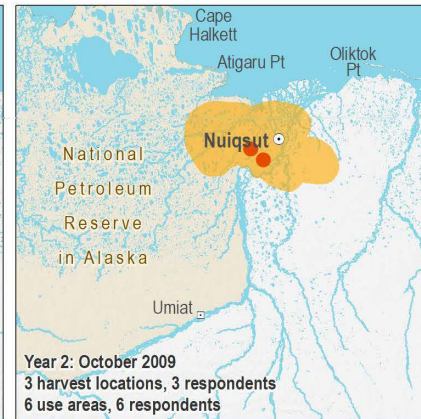 Cape
Halkett
Oliktok
Pt
Atigaru Pt
Nuiqsut
National
Petroleum
Reserve
in Alaska
Umiat
Year 2: October 2009
3 harvest locations, 3 respondents
6 use areas, 6 respondents